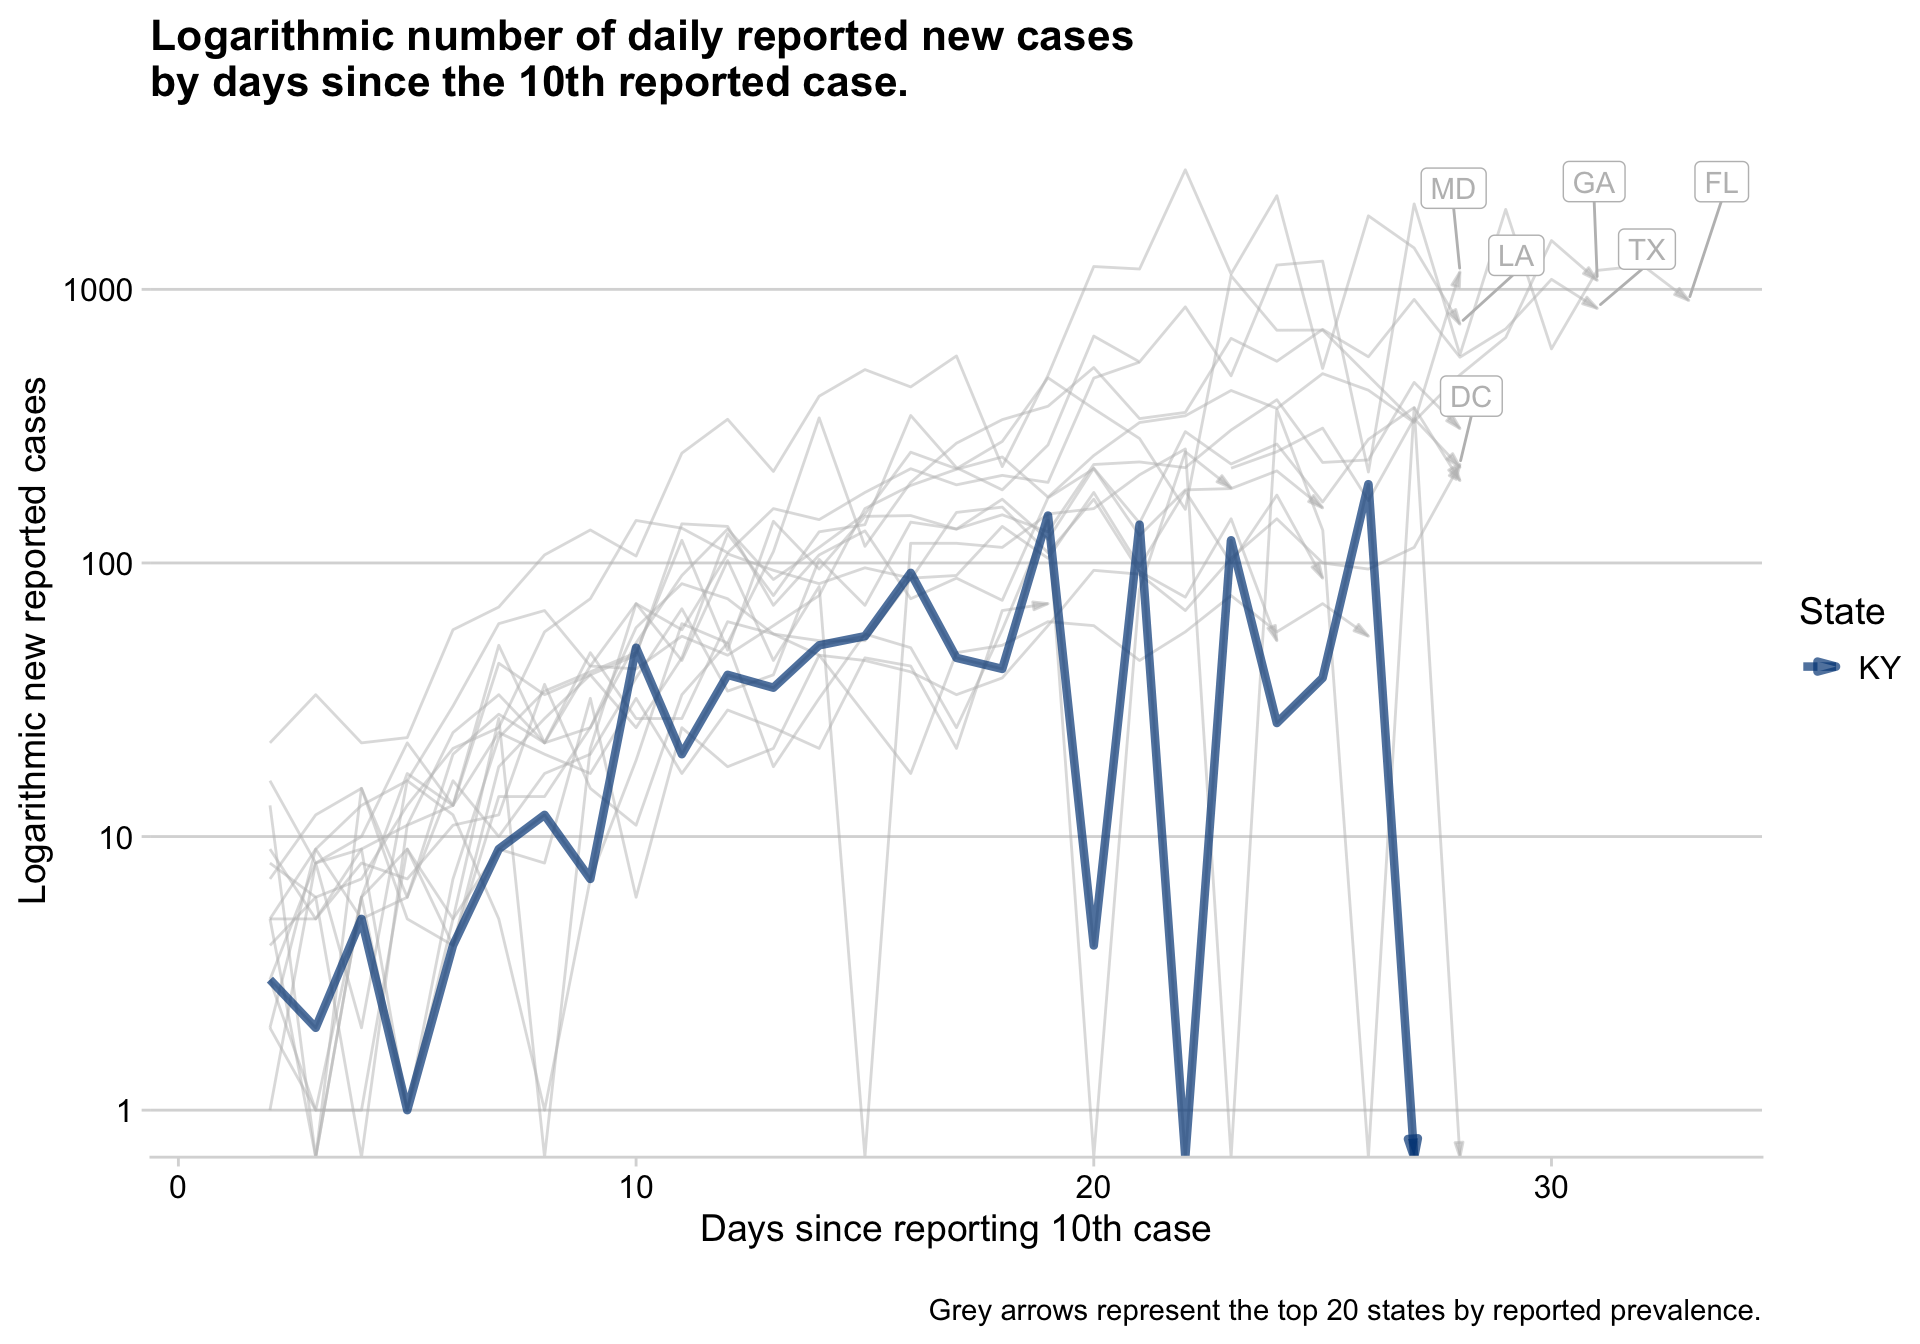 Logarithmic number of daily reported new cases
by days since the 10th reported case.
MD
GA
FL
LA
TX
DC
1000
100
10
1
Logarithmic new reported cases
State
KY
0
10
20
30
Days since reporting 10th case
Grey arrows represent the top 20 states by reported prevalence.